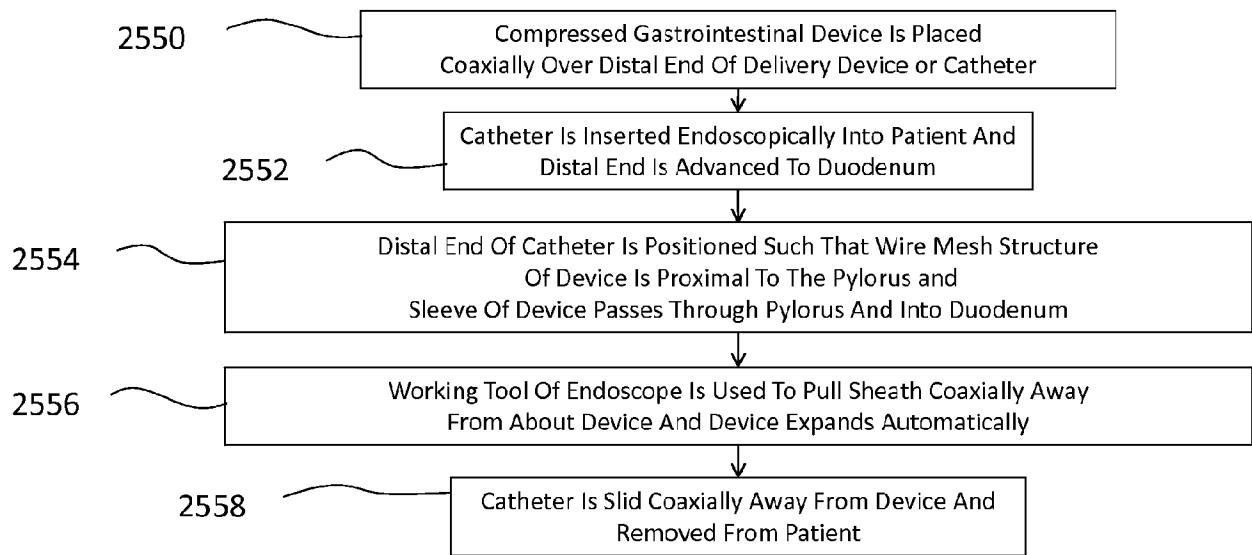 2550
Compressed Gastrointestinal Device Is Placed
Coaxially Over Distal End Of Delivery Device or Catheter
2552
Catheter Is Inserted Endoscopically Into Patient And
Distal End Is Advanced To Duodenum
2554
Distal End Of Catheter Is Positioned Such That Wire Mesh Structure
Of Device Is Proximal To The Pylorus and
Sleeve Of Device Passes Through Pylorus And Into Duodenum
2556
Working Tool Of Endoscope Is Used To Pull Sheath Coaxially Away
From About Device And Device Expands Automatically
2558
Catheter Is Slid Coaxially Away From Device And
Removed From Patient